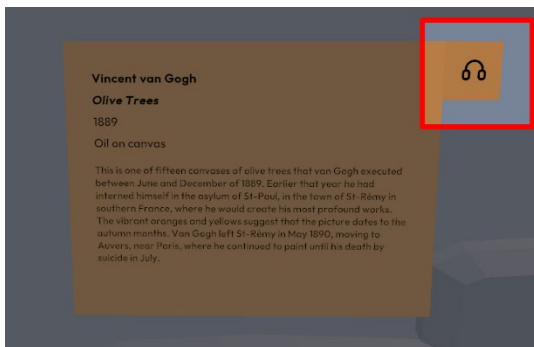 Vincent van Gogh
Olive Trees
1889
Oil on canvas
This is one of fifteen canvases of olive trees that van Gogh executed
between June and December of 1889. Earlier that year he had
interned himself in the asylum of St-Paul, in the town of St-Rémy in
southern France, where he would create his most profound works.
The vibrant oranges and yellows suggest that the picture dates to the
autumn months. Van Gogh left St-Rémy in May 1890, moving to
Auvers, near Paris, where he continued to paint until his death by
suicide in July.